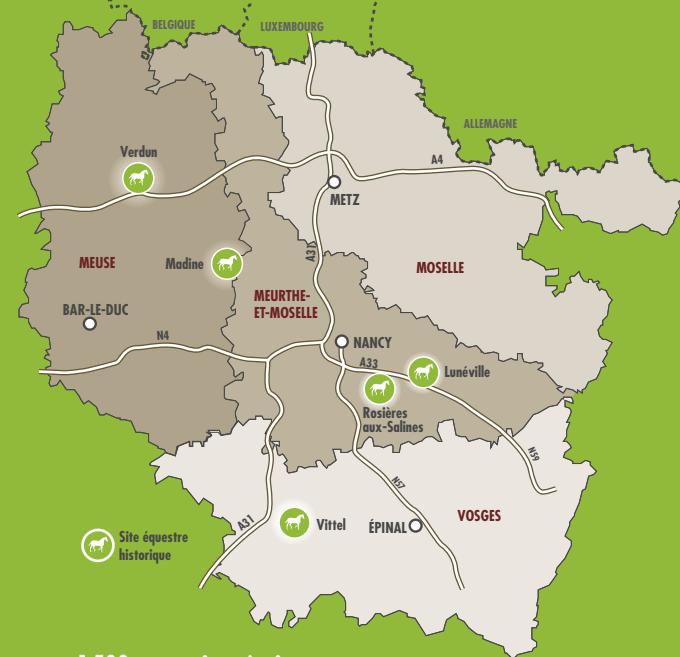 BELGIQUE
LUXEMBOURG
ALLEMAGNE
Verdun
A4
METZ
MEUSE
Madine
A31
MOSELLE
MEURTHE-
ET-MOSELLE
BAR-LE-DUC
N4
NANCY
A33
Lunéville
Rosières
aux-Salines
N59
N57
A31
Vittel
ÉPINAL
VOSGES
Site équestre
historique